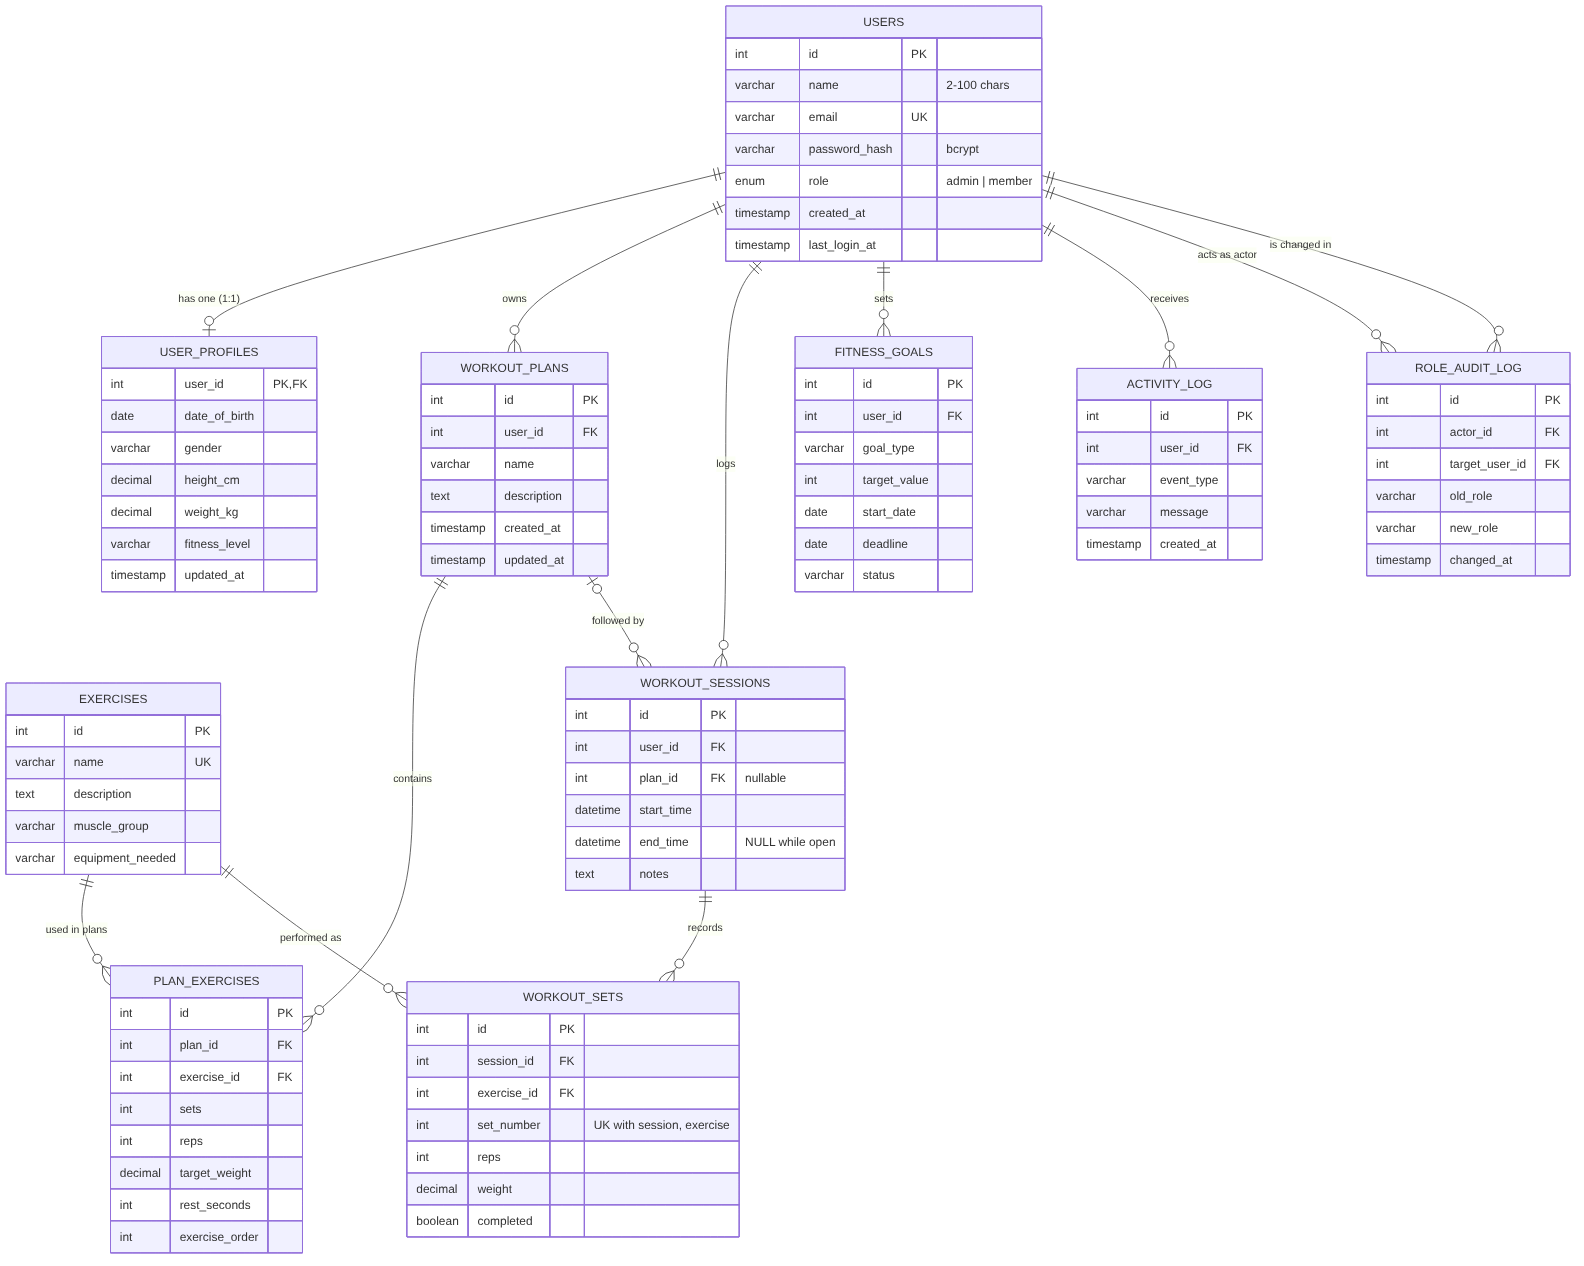 USERS
int id PK
varchar name 2-100 chars
varchar email UK
varchar password_hash bcrypt
enum role admin | member
timestamp created_at
timestamp last_login_at
has one (1:1)
owns
logs
sets
receives
acts as actor
is changed in
USER_PROFILES
int user_id PK,FK
date date_of_birth
varchar gender
decimal height_cm
decimal weight_kg
varchar fitness_level
timestamp updated_at
WORKOUT_PLANS
int id PK
int user_id FK
varchar name
text description
timestamp created_at
timestamp updated_at
FITNESS_GOALS
int id PK
int user_id FK
varchar goal_type
int target_value
date start_date
date deadline
varchar status
ACTIVITY_LOG
int id PK
int user_id FK
varchar event_type
varchar message
timestamp created_at
ROLE_AUDIT_LOG
int id PK
int actor_id FK
int target_user_id FK
varchar old_role
varchar new_role
timestamp changed_at
followed by
contains
EXERCISES
int id PK
varchar name UK
text description
varchar muscle_group
varchar equipment_needed
WORKOUT_SESSIONS
int id PK
int user_id FK
int plan_id FK nullable
datetime start_time
datetime end_time NULL while open
text notes
used in plans
performed as
records
PLAN_EXERCISES
int id PK
int plan_id FK
int exercise_id FK
int sets
int reps
decimal target_weight
int rest_seconds
int exercise_order
WORKOUT_SETS
int id PK
int session_id FK
int exercise_id FK
int set_number UK with session, exercise
int reps
decimal weight
boolean completed